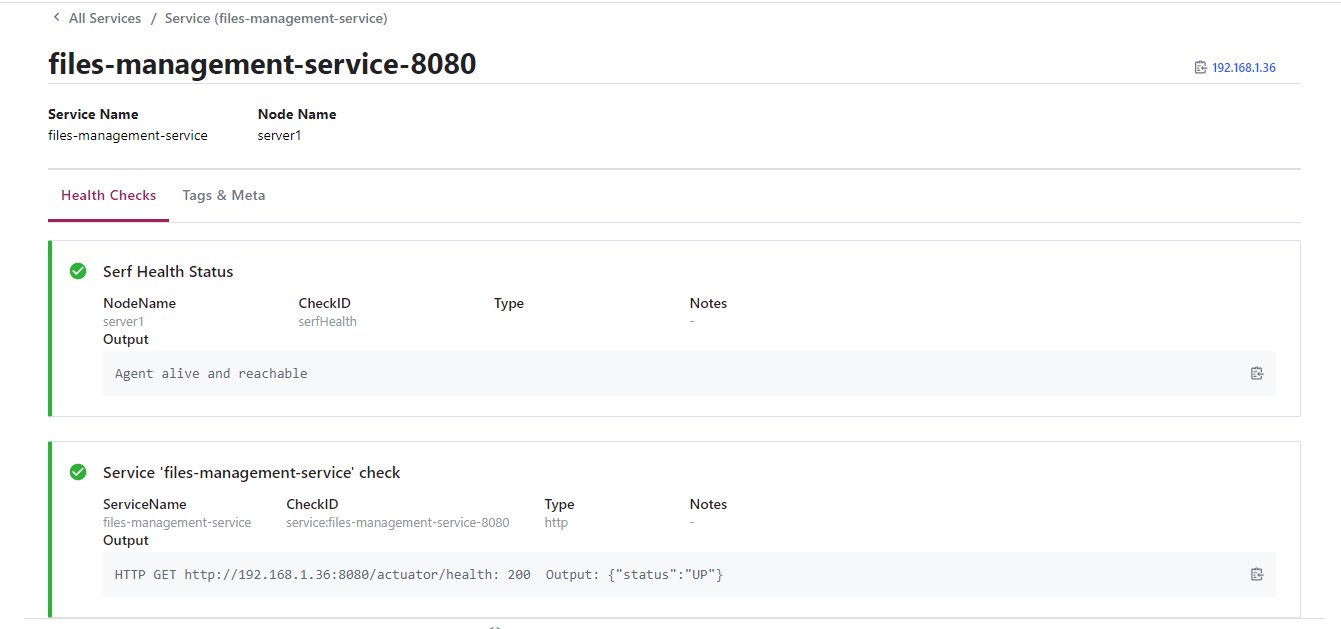 All Services / Service (files-management-service)
files-management-service-8080
192.168.1.36
Service Name Node Name
files-management-service server1
Health Checks Tags & Meta
Serf Health Status
NodeName CheckID Type Notes
server1 serfHealth -
Output
Agent alive and reachable
Service 'files-management-service' check
ServiceName CheckID Type Notes
files-management-service service:files-management-service-8080 http -
Output
HTTP GET http://192.168.1.36:8080/actuator/health: 200 Output: {"status":"UP"}